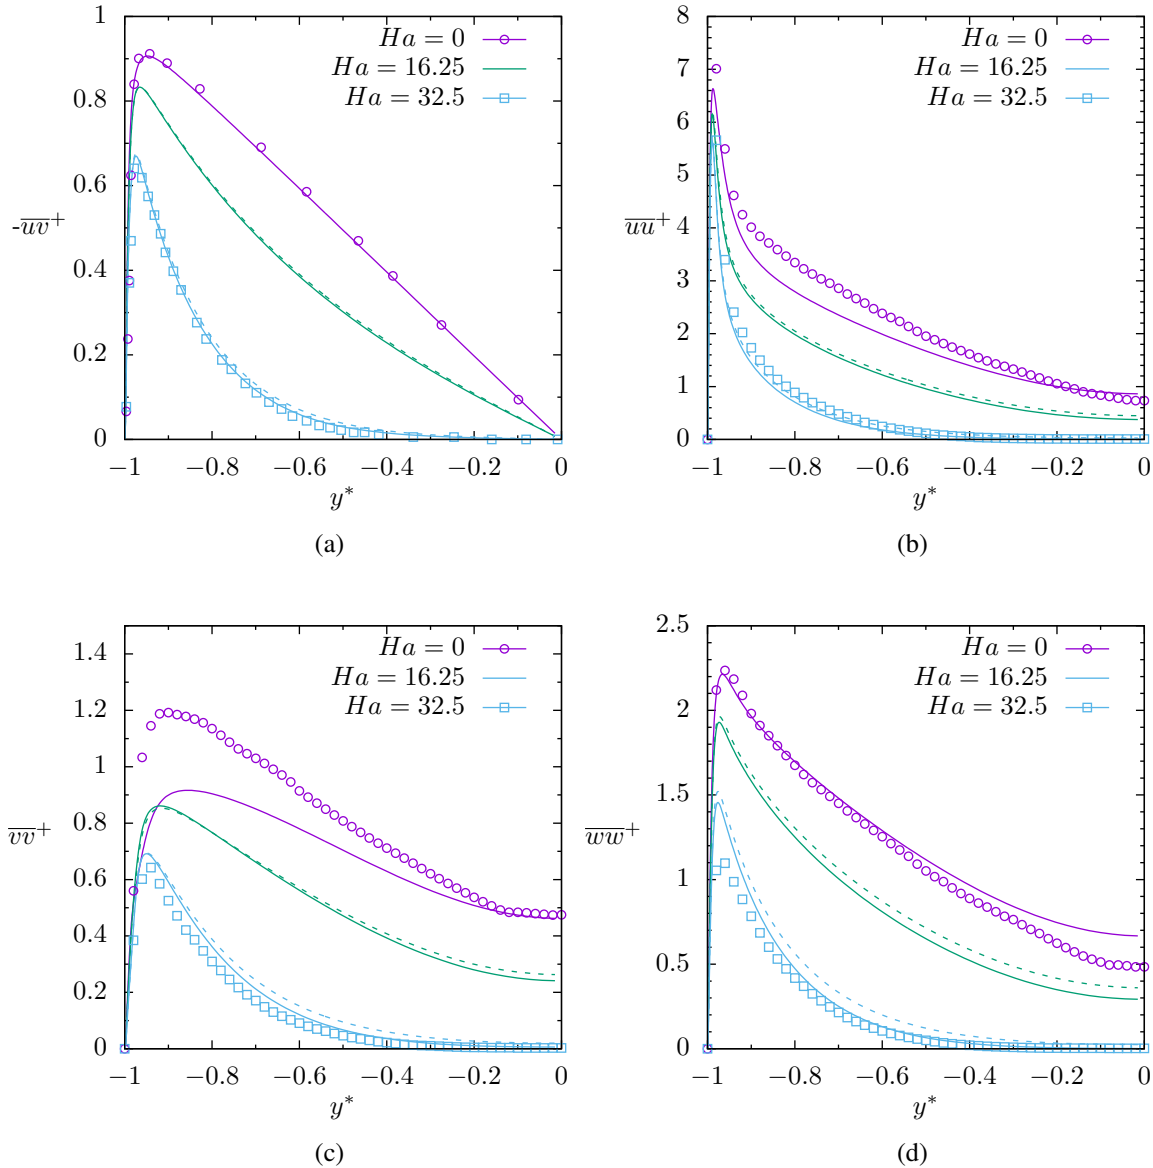 1
0.8
0.6
0.4
0.2
0
-$\overline{uv}^+$
Ha = 0
Ha = 16.25
Ha = 32.5
−1 −0.8 −0.6 −0.4 −0.2 0
y*
(a)
8
7
6
5
4
3
2
1
0
$\overline{uu}^+$
Ha = 0
Ha = 16.25
Ha = 32.5
−1 −0.8 −0.6 −0.4 −0.2 0
y*
(b)
1.4
1.2
1
0.8
0.6
0.4
0.2
0
$\overline{vv}^+$
Ha = 0
Ha = 16.25
Ha = 32.5
−1 −0.8 −0.6 −0.4 −0.2 0
y*
(c)
2.5
2
1.5
1
0.5
0
$\overline{ww}^+$
Ha = 0
Ha = 16.25
Ha = 32.5
−1 −0.8 −0.6 −0.4 −0.2 0
y*
(d)